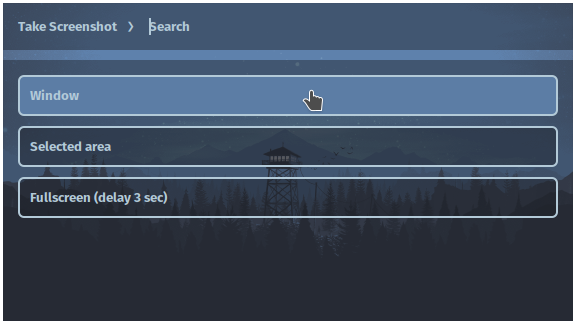 Take Screenshot ❯ Search
Window
Selected area
Fullscreen (delay 3 sec)